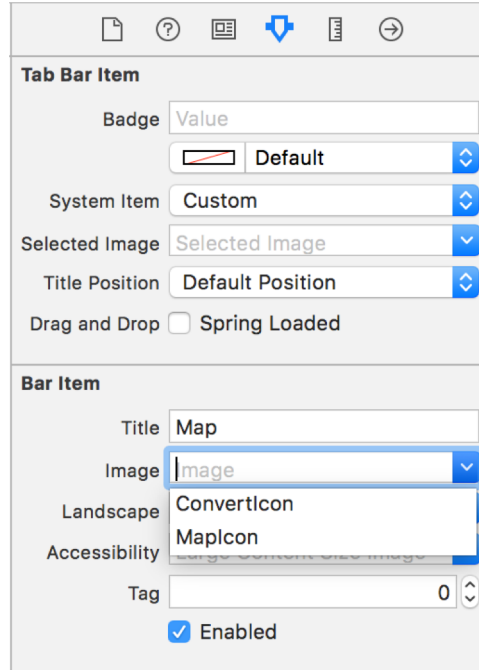 Tab Bar Item
Badge Value
Default
System Item Custom
Selected Image Selected Image
Title Position Default Position
Drag and Drop Spring Loaded
Bar Item
Title Map
Image Image
ConvertIcon
Landscape
MapIcon
Accessibility Large Content Size Image
Tag 0
Enabled